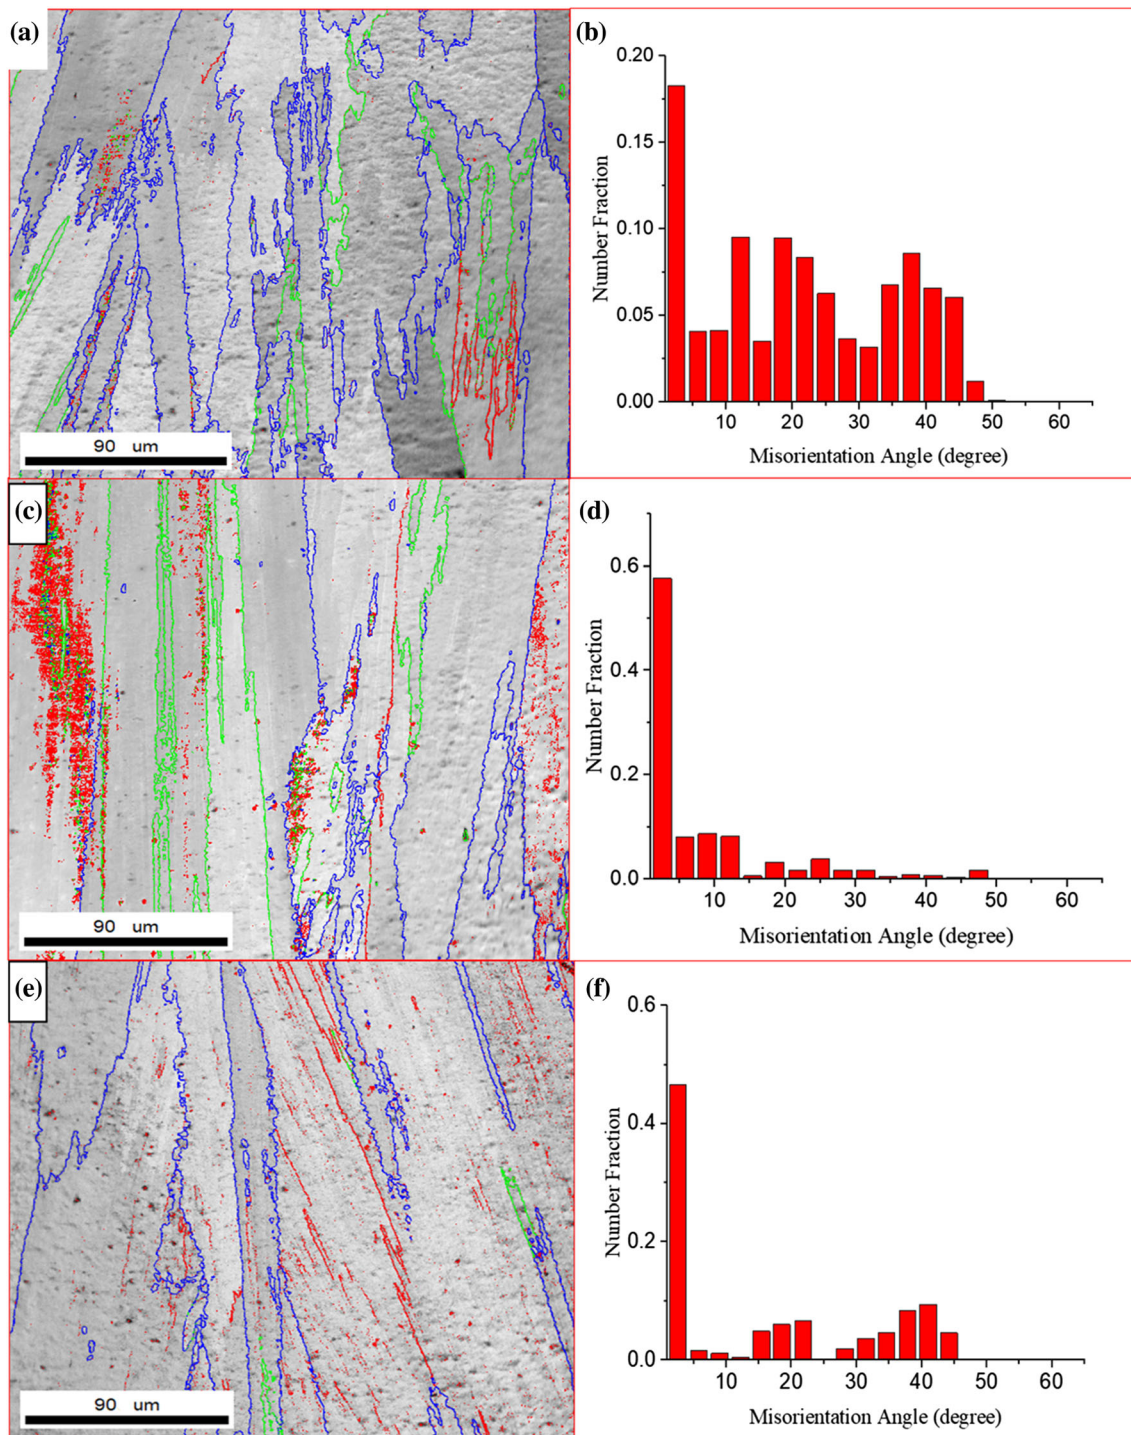 (a)
90 um
(b)
0.20
0.15
0.10
0.05
0.00
Number Fraction
10 20 30 40 50 60
Misorientation Angle (degree)
(c)
90 um
(d)
0.6
0.4
0.2
0.0
Number Fraction
10 20 30 40 50 60
Misorientation Angle (degree)
(e)
90 um
(f)
0.6
0.4
0.2
0.0
Number Fraction
10 20 30 40 50 60
Misorientation Angle (degree)